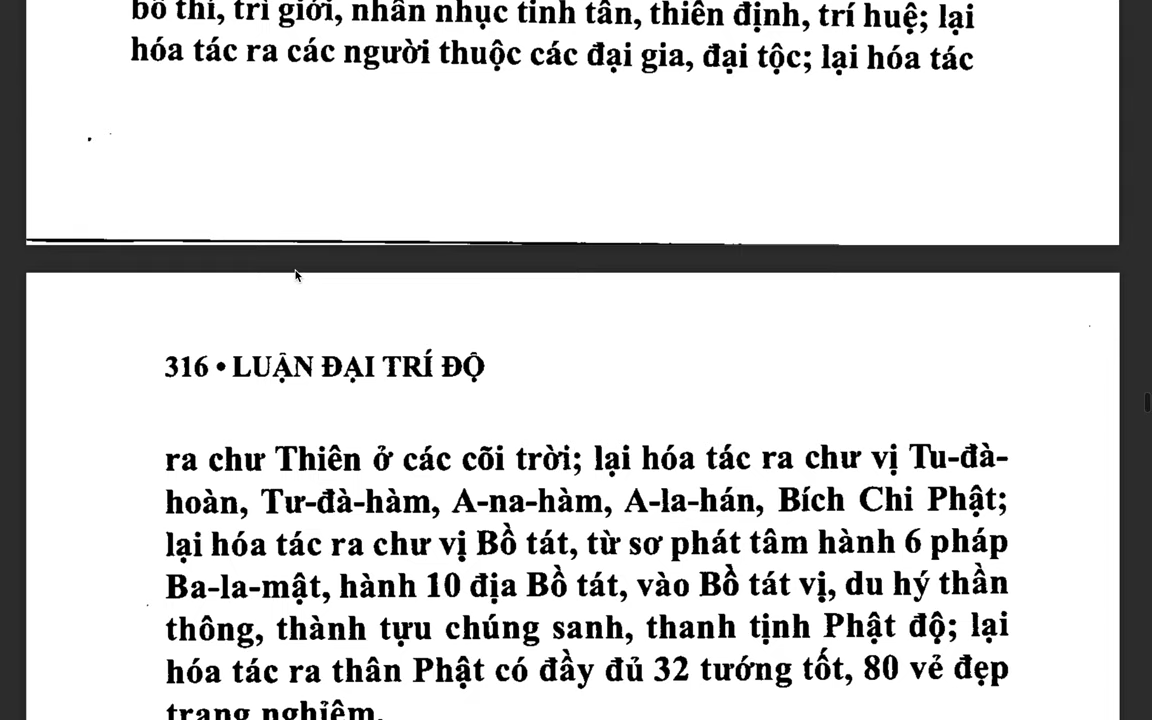 bố thí, trì giới, nhẫn nhục tinh tấn, thiền định, trí huệ; lại
hóa tác ra các người thuộc các đại gia, đại tộc; lại hóa tác
316 • LUẬN ĐẠI TRÍ ĐỘ
ra chư Thiên ở các cõi trời; lại hóa tác ra chư vị Tu-đà-
hoàn, Tư-đà-hàm, A-na-hàm, A-la-hán, Bích Chi Phật;
lại hóa tác ra chư vị Bồ tát, từ sơ phát tâm hành 6 pháp
Ba-la-mật, hành 10 địa Bồ tát, vào Bồ tát vị, du hý thần
thông, thành tựu chúng sanh, thanh tịnh Phật độ; lại
hóa tác ra thân Phật có đầy đủ 32 tướng tốt, 80 vẻ đẹp
trang nghiêm.